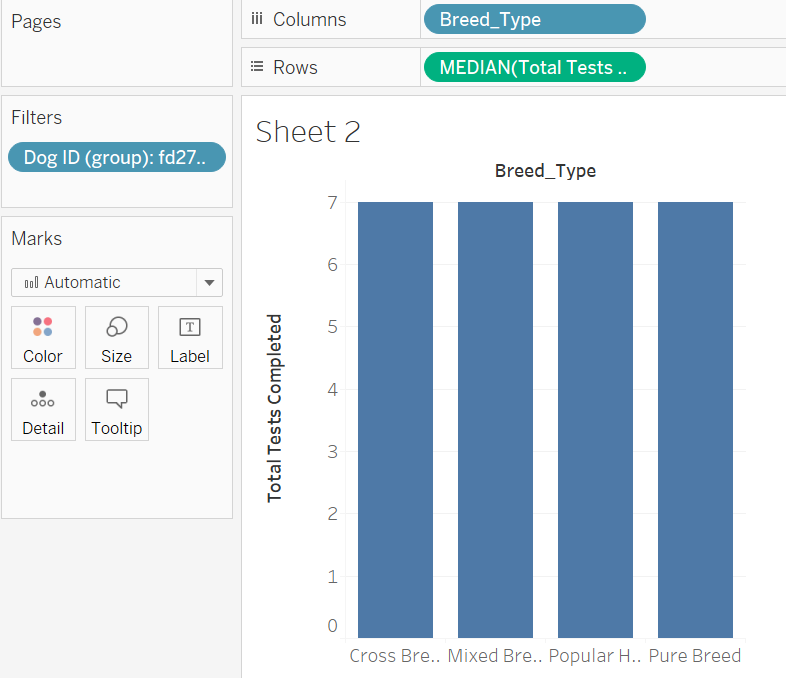 Pages
Columns
Breed_Type
Rows
MEDIAN(Total Tests ..
Filters
Dog ID (group): fd27..
Marks
Automatic
Color
Size
T
Label
Detail
Tooltip
Sheet 2
Breed_Type
Total Tests Completed
7
6
5
4
3
2
1
0
Cross Bre.. Mixed Bre.. Popular H.. Pure Breed